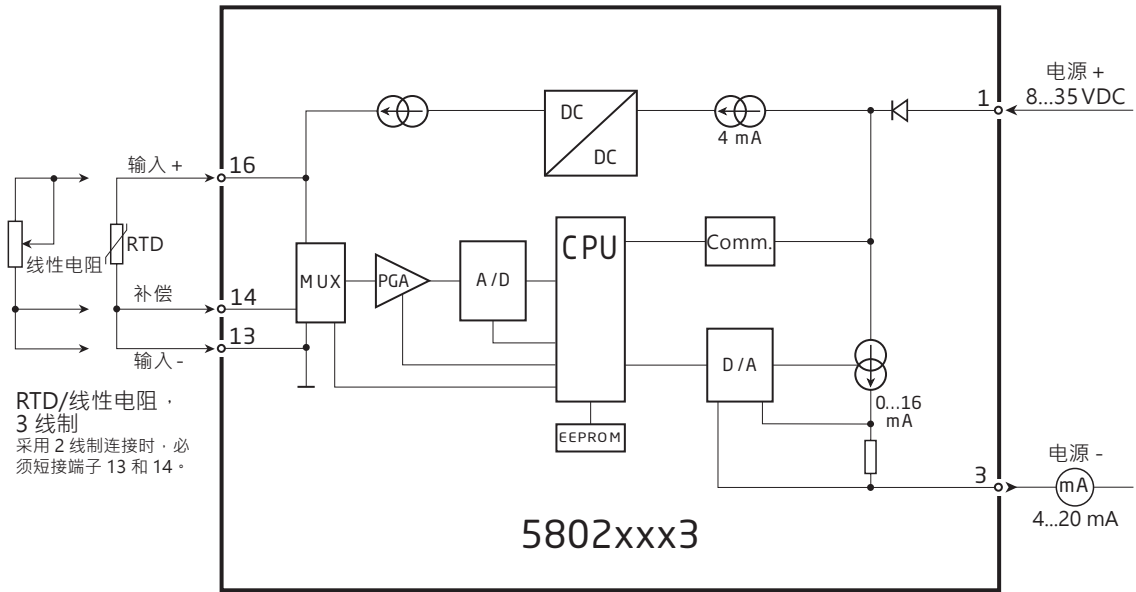 电源 +
8...35 VDC
1
DC
DC
4 mA
输入 +
16
RTD
线性电阻
CPU
Comm.
MUX
PGA
A/D
补偿
14
13
输入 -
D/A
RTD/线性电阻，
3 线制
采用 2 线制连接时，必
须短接端子 13 和 14。
0...16
mA
EEPROM
电源 -
3
mA
4...20 mA
5802xxx3